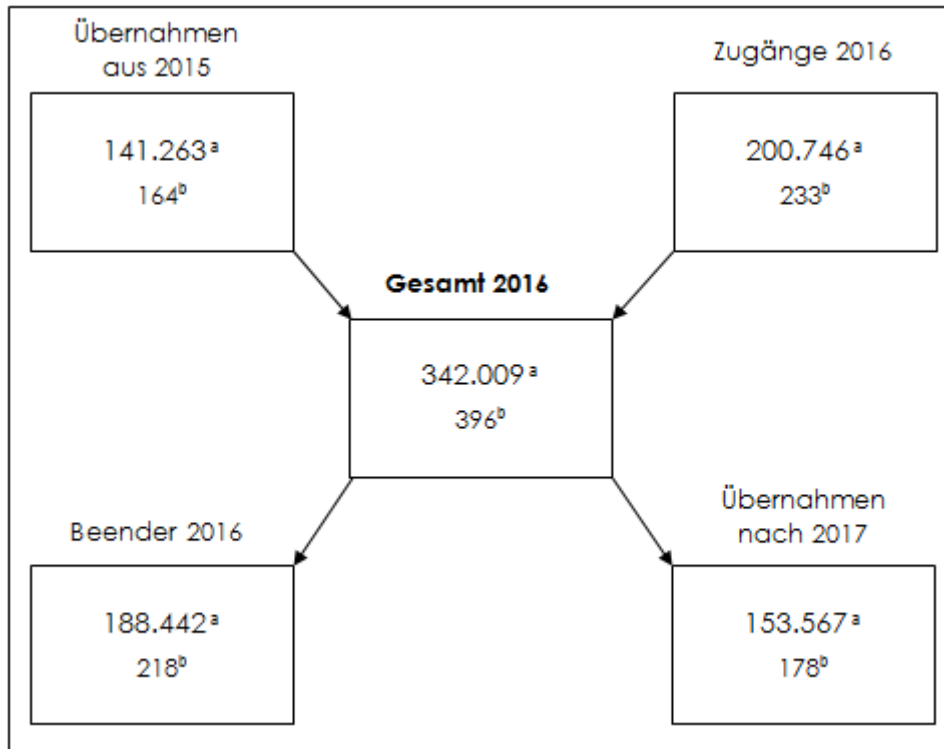 Übernahmen
aus 2015
141.263ᵃ
164ᵇ
Zugänge 2016
200.746ᵃ
233ᵇ
Gesamt 2016
342.009ᵃ
396ᵇ
Beender 2016
188.442ᵃ
218ᵇ
Übernahmen
nach 2017
153.567ᵃ
178ᵇ